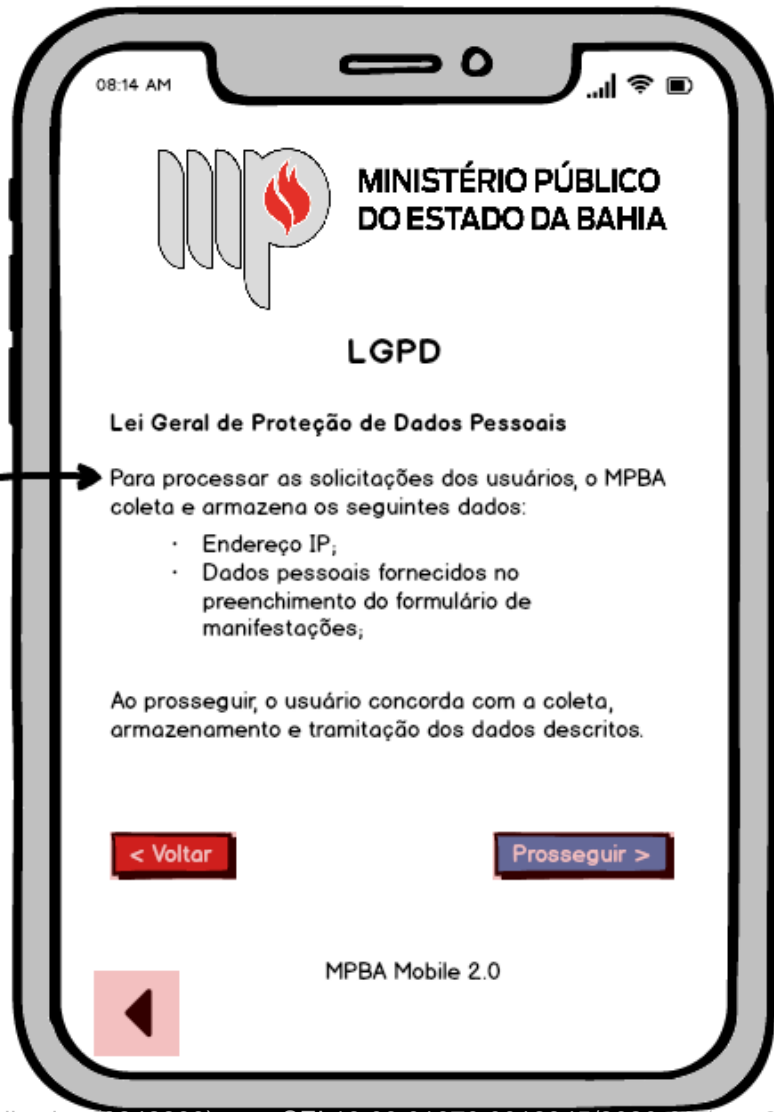 08:14 AM
MINISTÉRIO PÚBLICO
DO ESTADO DA BAHIA
LGPD
Lei Geral de Proteção de Dados Pessoais
Para processar as solicitações dos usuários, o MPBA
coleta e armazena os seguintes dados:
· Endereço IP;
· Dados pessoais fornecidos no
preenchimento do formulário de
manifestações;
Ao prosseguir, o usuário concorda com a coleta,
armazenamento e tramitação dos dados descritos.
< Voltar
Prosseguir >
MPBA Mobile 2.0